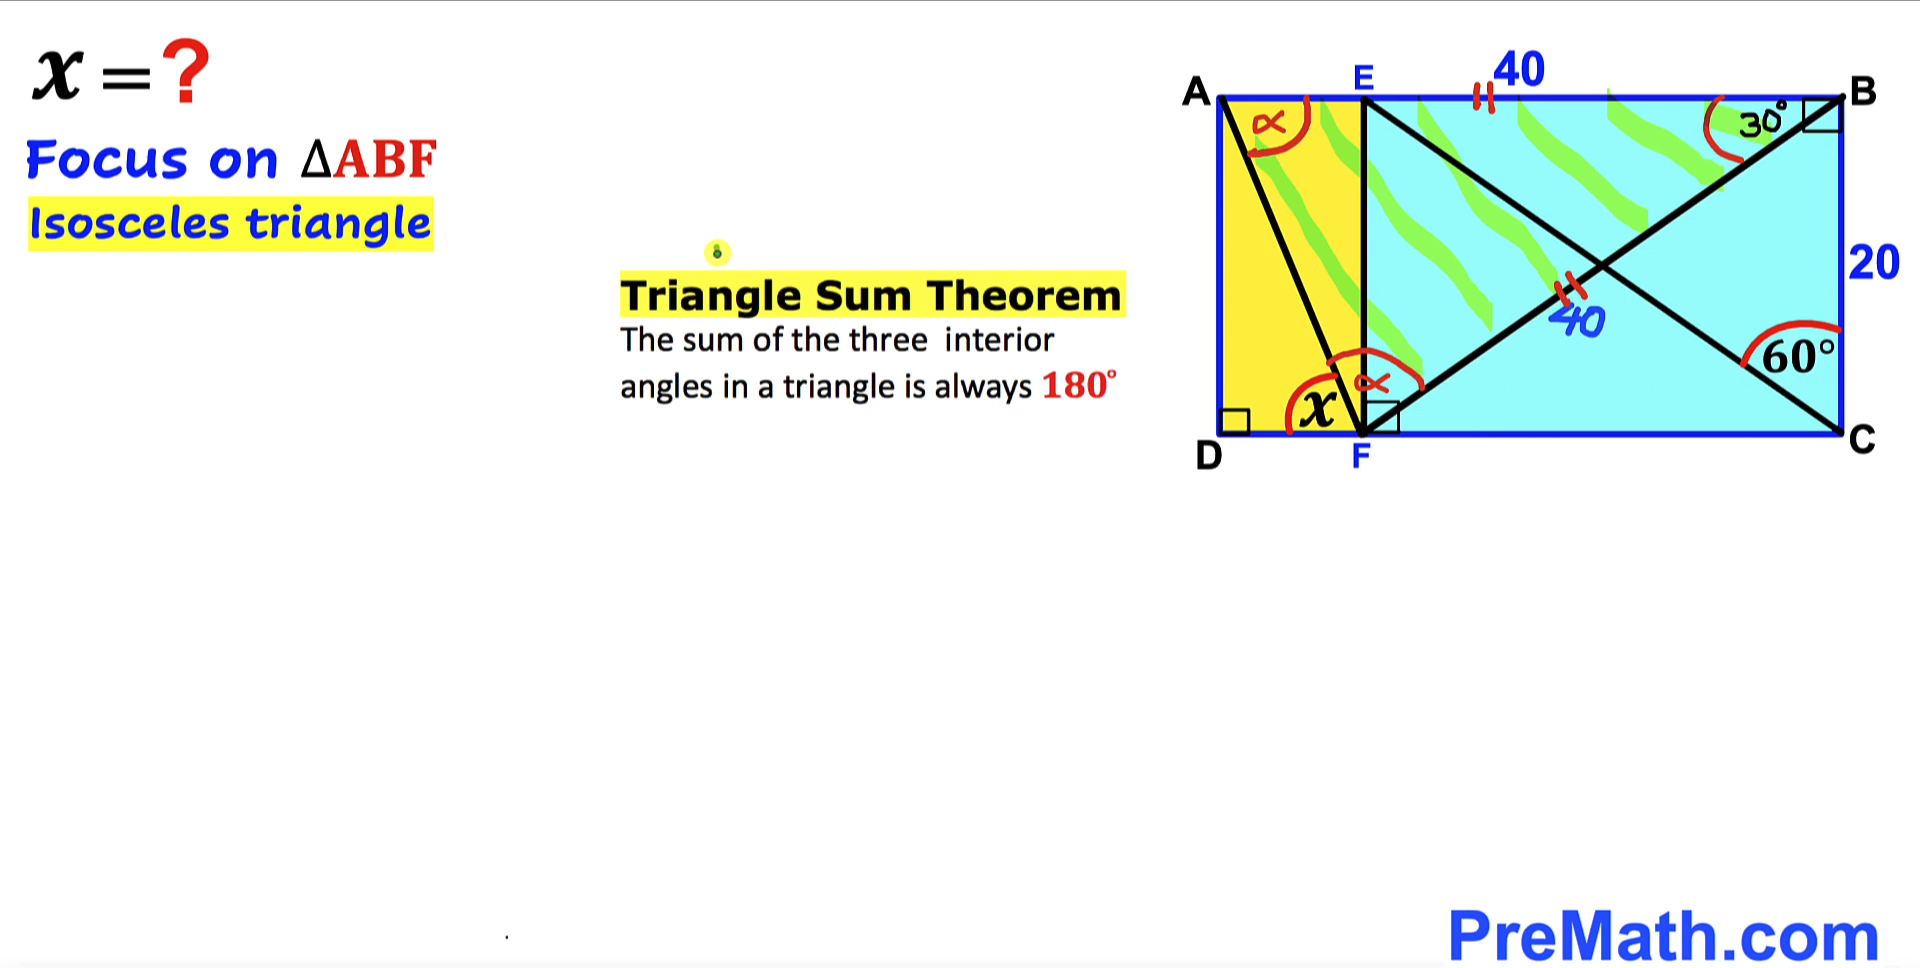 x = ?
Focus on ΔABF
Isosceles triangle
Triangle Sum Theorem
The sum of the three interior
angles in a triangle is always 180°
A
E
40
B
α
30°
20
40
60°
α
x
D
F
C
PreMath.com